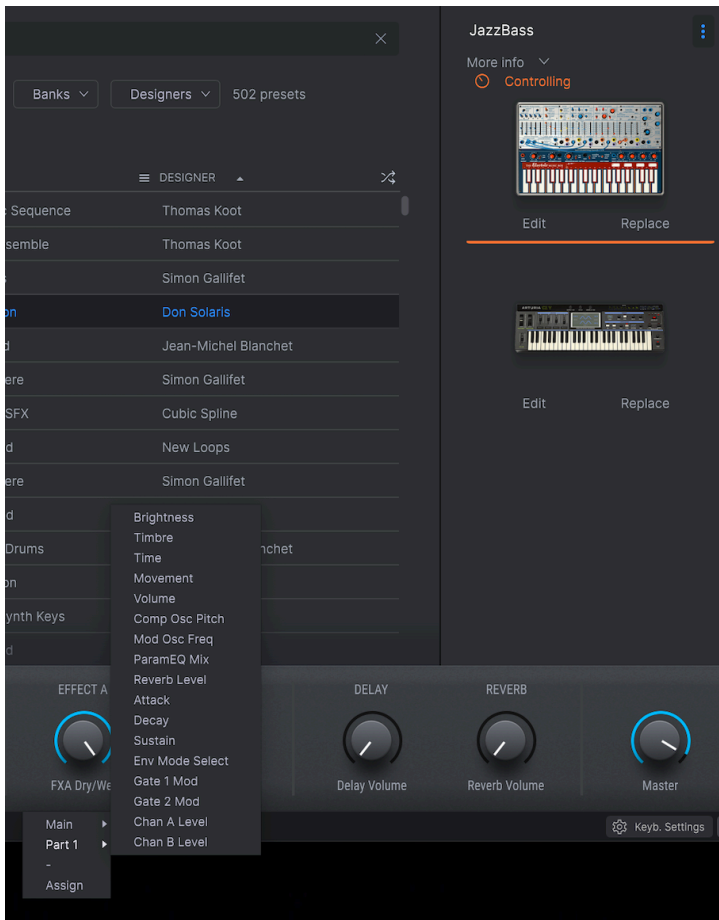 JazzBass
More info
Controlling
Banks
Designers
502 presets
DESIGNER
Sequence
Thomas Koot
semble
Thomas Koot
Edit
Replace
Simon Gallifet
on
Don Solaris
ARTURIA
d
Jean-Michel Blanchet
ere
Simon Gallifet
Edit
Replace
SFX
Cubic Spline
d
New Loops
ere
Simon Gallifet
d
Drums
nchet
on
ynth Keys
d
Brightness
Timbre
Time
Movement
Volume
Comp Osc Pitch
Mod Osc Freq
ParamEQ Mix
Reverb Level
Attack
Decay
Sustain
Env Mode Select
Gate 1 Mod
Gate 2 Mod
Chan A Level
Chan B Level
EFFECT A
DELAY
REVERB
FXA Dry/We
Delay Volume
Reverb Volume
Master
Main
Part 1
-
Assign
Keyb. Settings